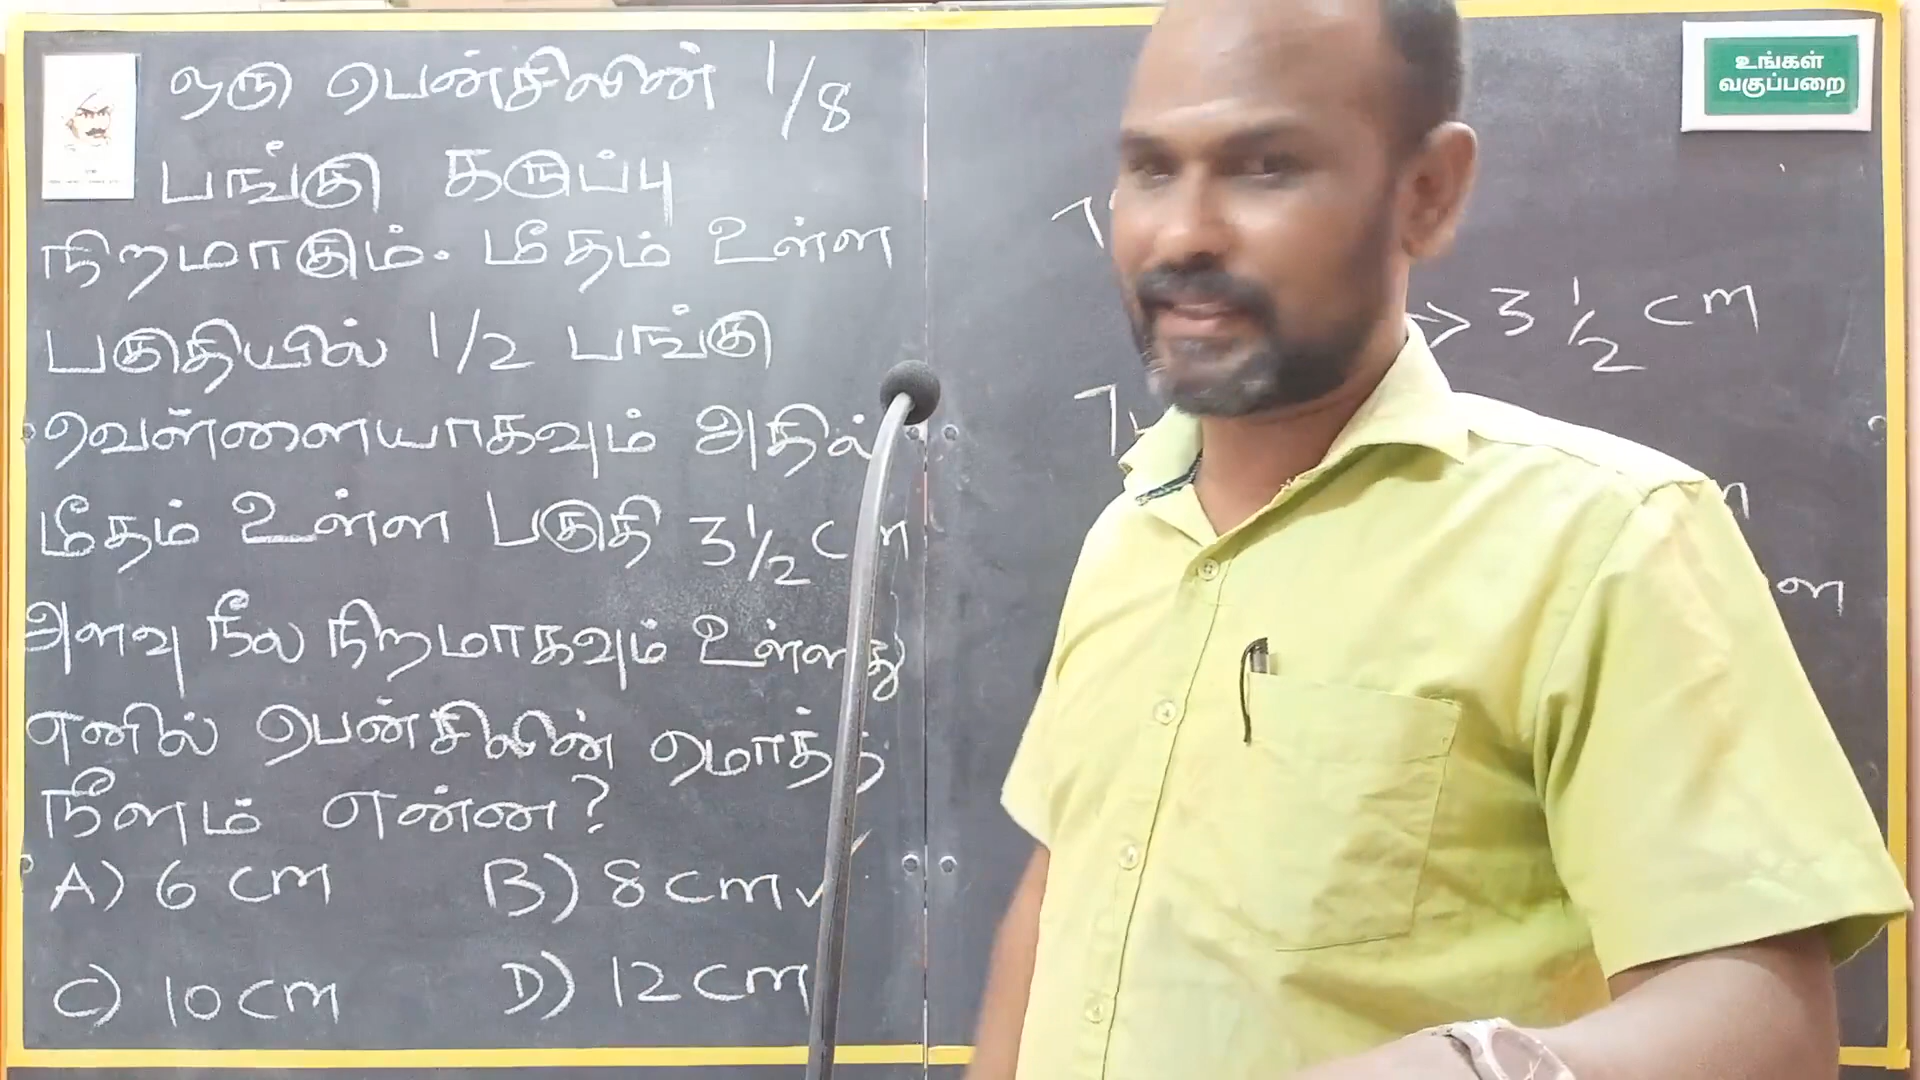 ஒரு பென்சிலின் 1/8
பங்கு கருப்பு
நிறமாகும். மீதம் உள்ள
பகுதியில் 1/2 பங்கு
வெள்ளையாகவும் அதில்
மீதம் உள்ள பகுதி 3 1/2 cm
அளவு நீல நிறமாகவும் உள்ளது
எனில் பென்சிலின் மொத்த
நீளம் என்ன?
A) 6 cm B) 8 cm ✓
C) 10 cm D) 12 cm
உங்கள்
வகுப்பறை
→ 3 1/2 cm